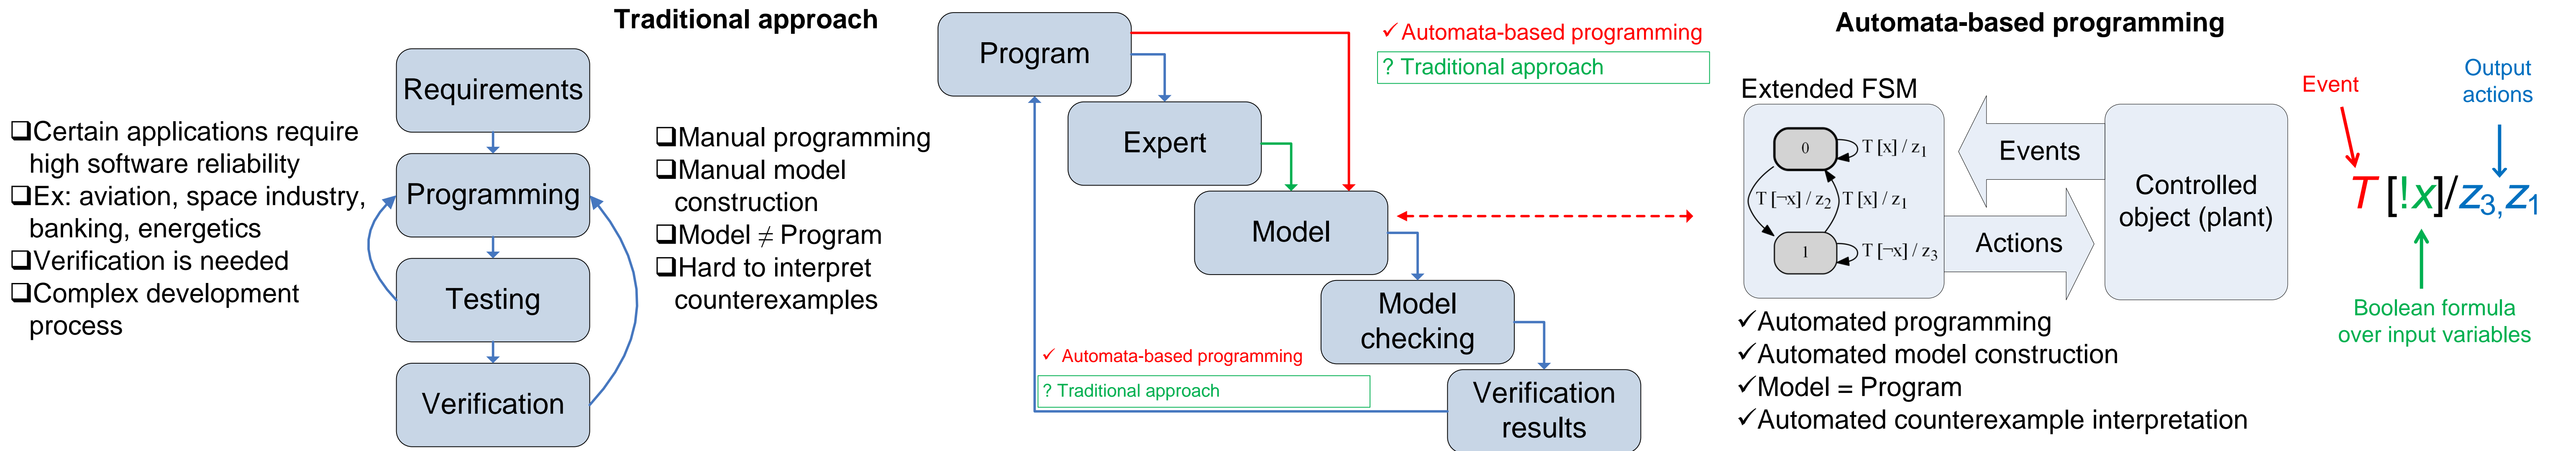 Traditional approach
❑Certain applications require
high software reliability
❑Ex: aviation, space industry,
banking, energetics
❑Verification is needed
❑Complex development
process
Requirements
Programming
Testing
Verification
❑Manual programming
❑Manual model
construction
❑Model ≠ Program
❑Hard to interpret
counterexamples
Program
Expert
Model
Model
checking
Verification
results
✓ Automata-based programming
? Traditional approach
✓ Automata-based programming
? Traditional approach
Automata-based programming
Extended FSM
0
T [x] / z1
T [¬x] / z2
T [x] / z1
1
T [¬x] / z3
Events
Actions
Controlled
object (plant)
✓Automated programming
✓Automated model construction
✓Model = Program
✓Automated counterexample interpretation
Event
Output
actions
T [!x]/z3,z1
Boolean formula
over input variables